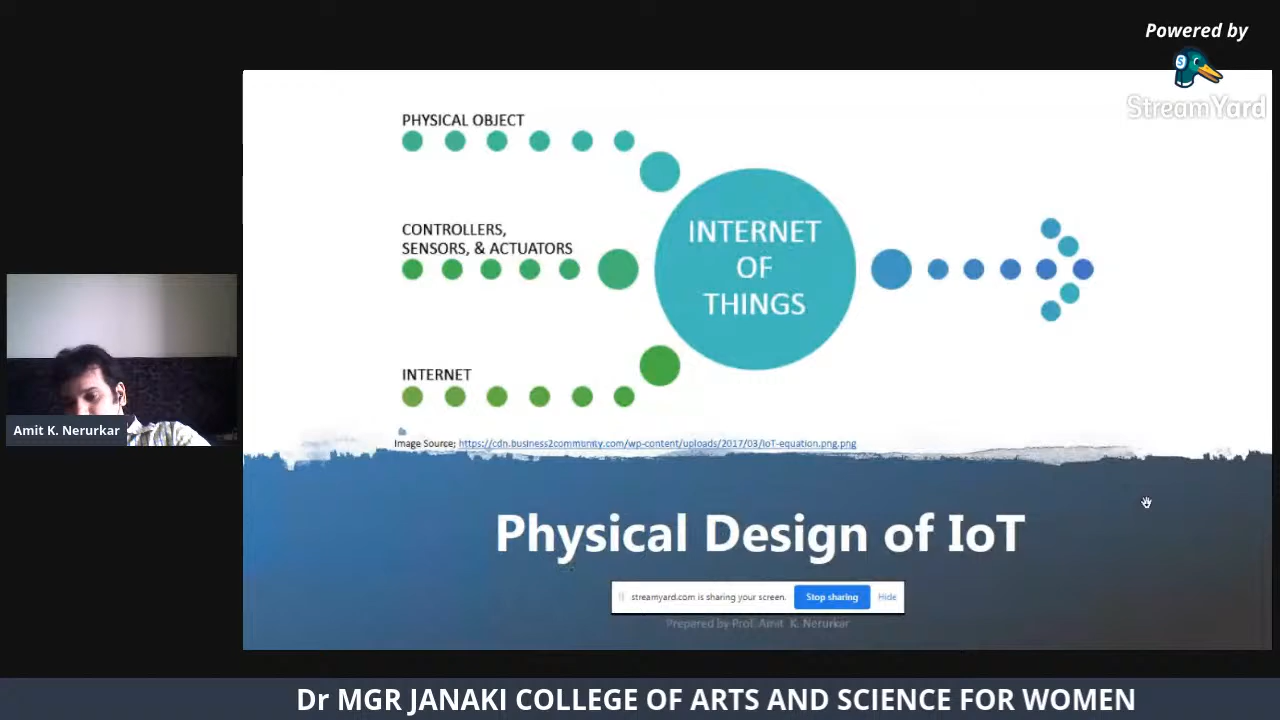 Powered by
StreamYard
PHYSICAL OBJECT
CONTROLLERS,
SENSORS, & ACTUATORS
INTERNET
OF
THINGS
INTERNET
Image Source; https://cdn.business2community.com/wp-content/uploads/2017/03/IoT-equation.png.png
Amit K. Nerurkar
Physical Design of IoT
streamyard.com is sharing your screen. Stop sharing Hide
Prepared by Prof. Amit K. Nerurkar
Dr MGR JANAKI COLLEGE OF ARTS AND SCIENCE FOR WOMEN